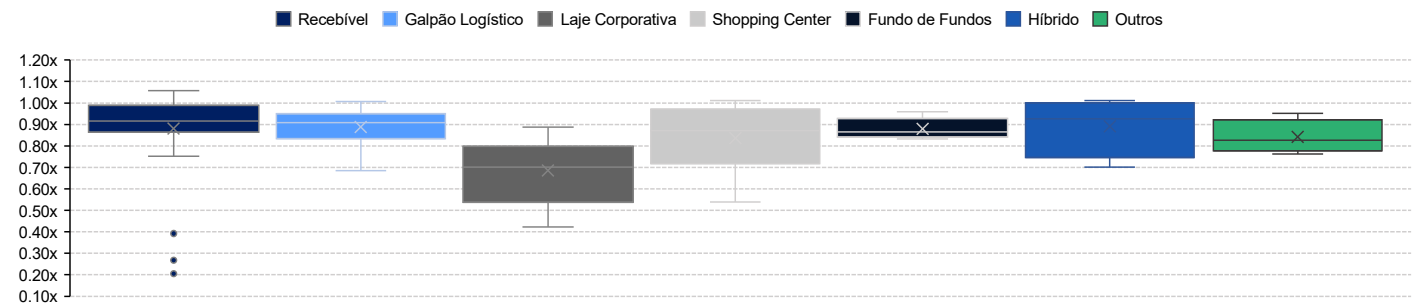 Recebível Galpão Logístico Laje Corporativa Shopping Center Fundo de Fundos Híbrido Outros
1.20x
1.10x
1.00x
0.90x
0.80x
0.70x
0.60x
0.50x
0.40x
0.30x
0.20x
0.10x